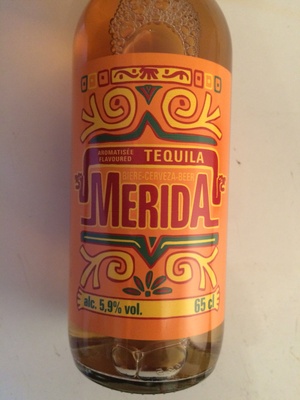 AROMATISÉE
FLAVOURED
TEQUILA
BIÈRE-CERVEZA-BEER
MERIDA
alc. 5,9% vol.
65 cl